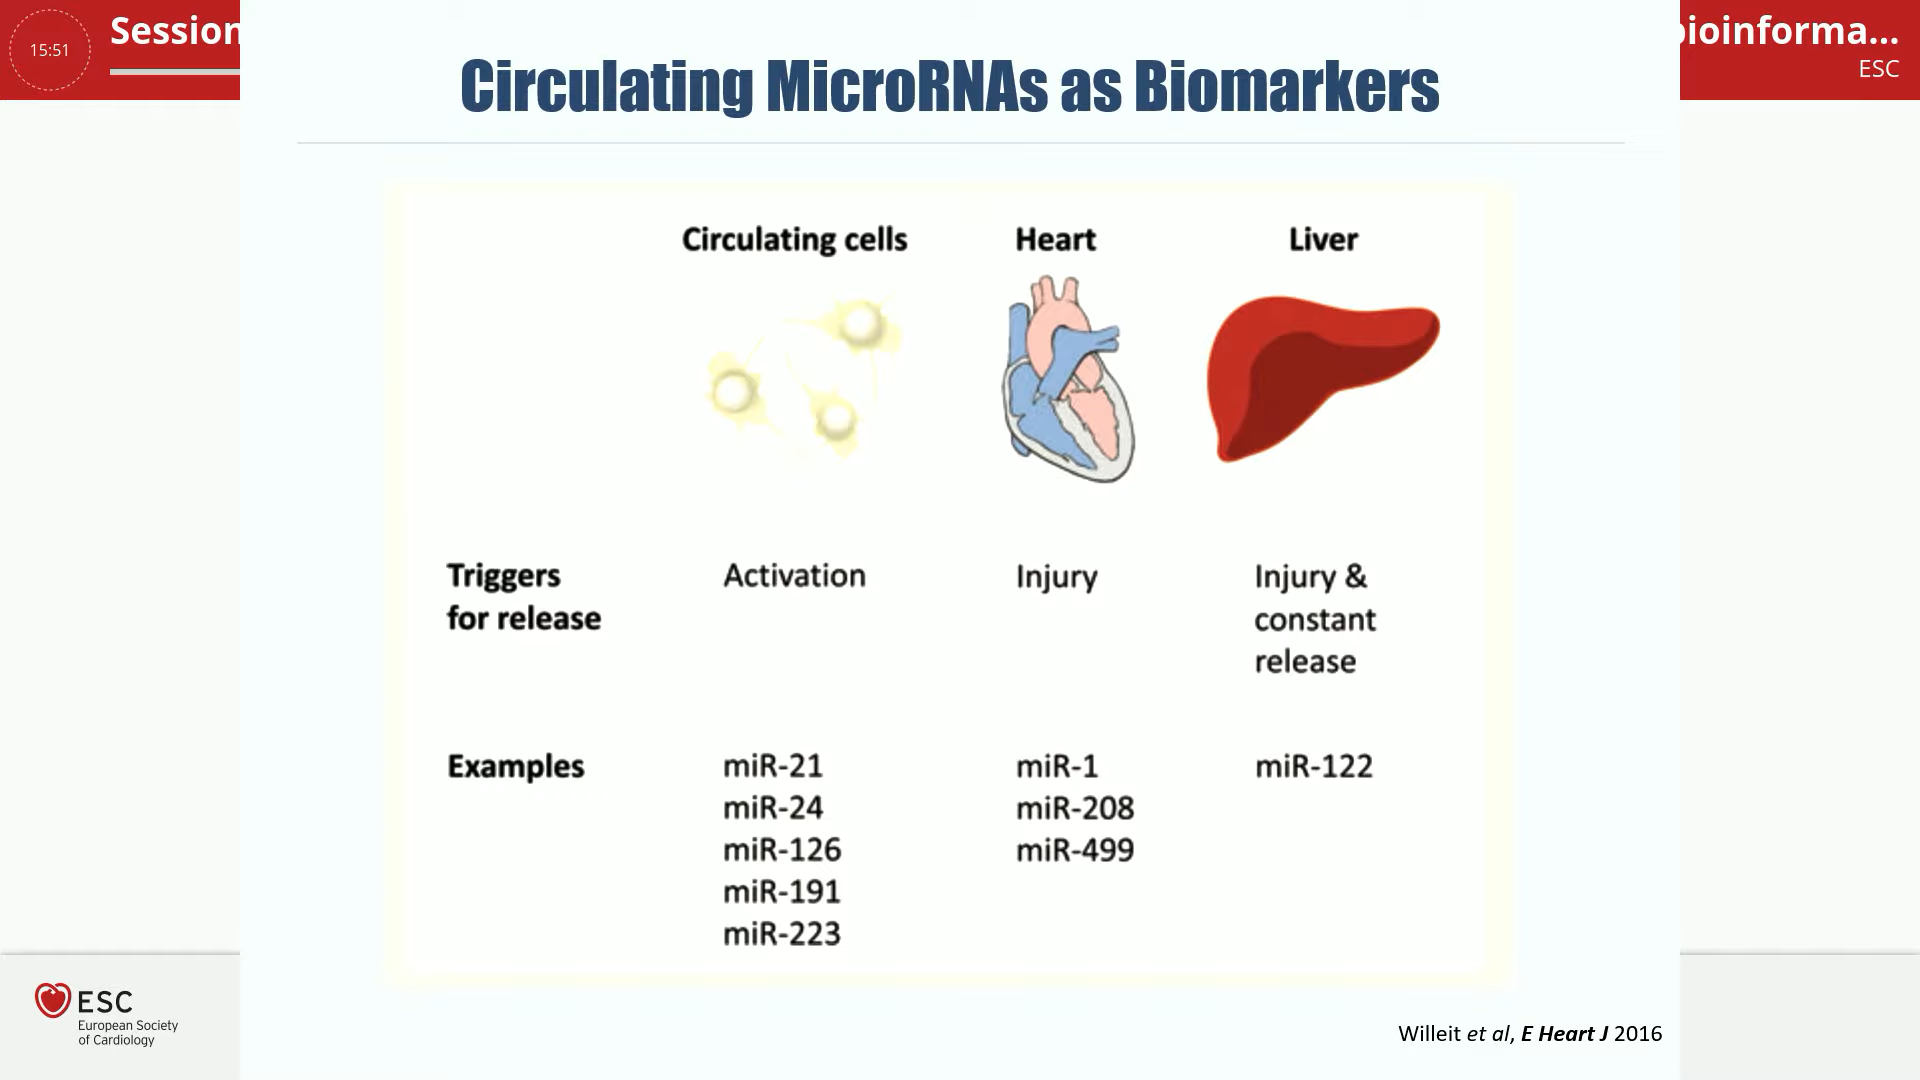 15:51
Session
bioinforma...
ESC
Circulating MicroRNAs as Biomarkers
Circulating cells Heart Liver
Triggers for release Activation Injury Injury & constant release
Examples miR-21 miR-1 miR-122
miR-24 miR-208
miR-126 miR-499
miR-191
miR-223
ESC
European Society
of Cardiology
Willeit et al, E Heart J 2016